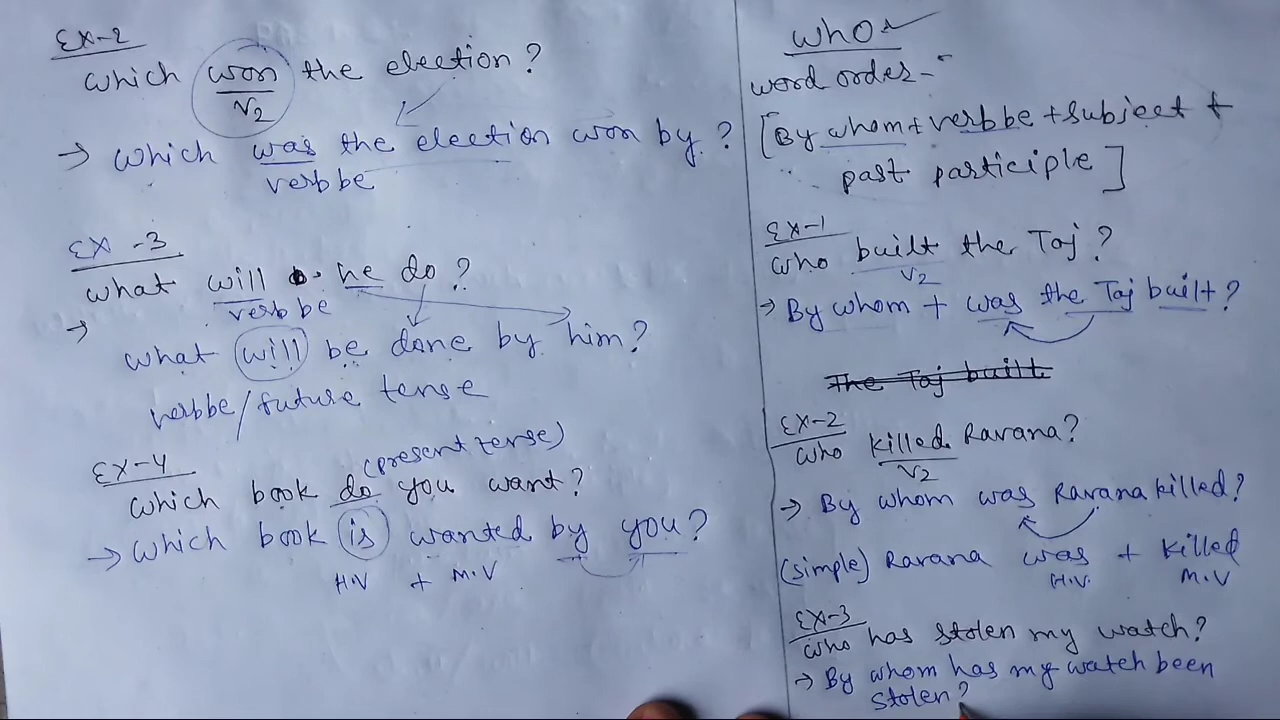 Ex-2
Which won the election?
V2
→ Which was the election won by?
verb be
Ex-3
What will he do?
verb be
→
What will be done by him?
verb be/future tense
(present tense)
Ex-4
Which book do you want?
→ Which book is wanted by you?
H.V + M.V
Who
Word order-
[By whom + verb be + subject +
past participle]
Ex-1
Who built the Taj?
V2
→ By whom + was the Taj built?
The Taj built
Ex-2
Who killed Ravana?
V2
→ By whom was Ravana killed?
(simple) Ravana was + killed
H.V. M.V
Ex-3
Who has stolen my watch?
→ By whom has my watch been
stolen?